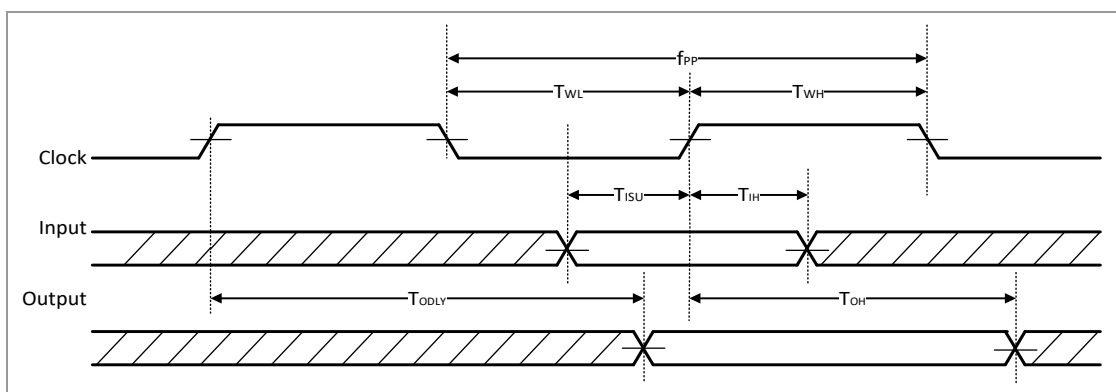 fPP
TWL TWH
Clock
TISU TIH
Input
Output
TODLY TOH